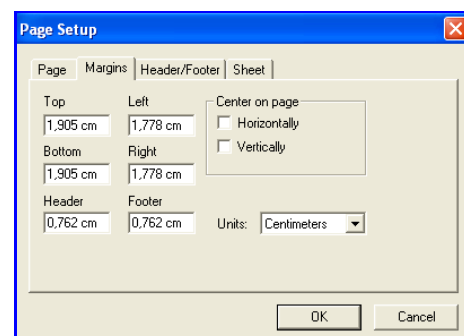 Page Setup
Page Margins Header/Footer Sheet
Top Left Center on page
1,905 cm 1,778 cm Horizontally
Bottom Right Vertically
1,905 cm 1,778 cm
Header Footer
0,762 cm 0,762 cm Units: Centimeters
OK Cancel